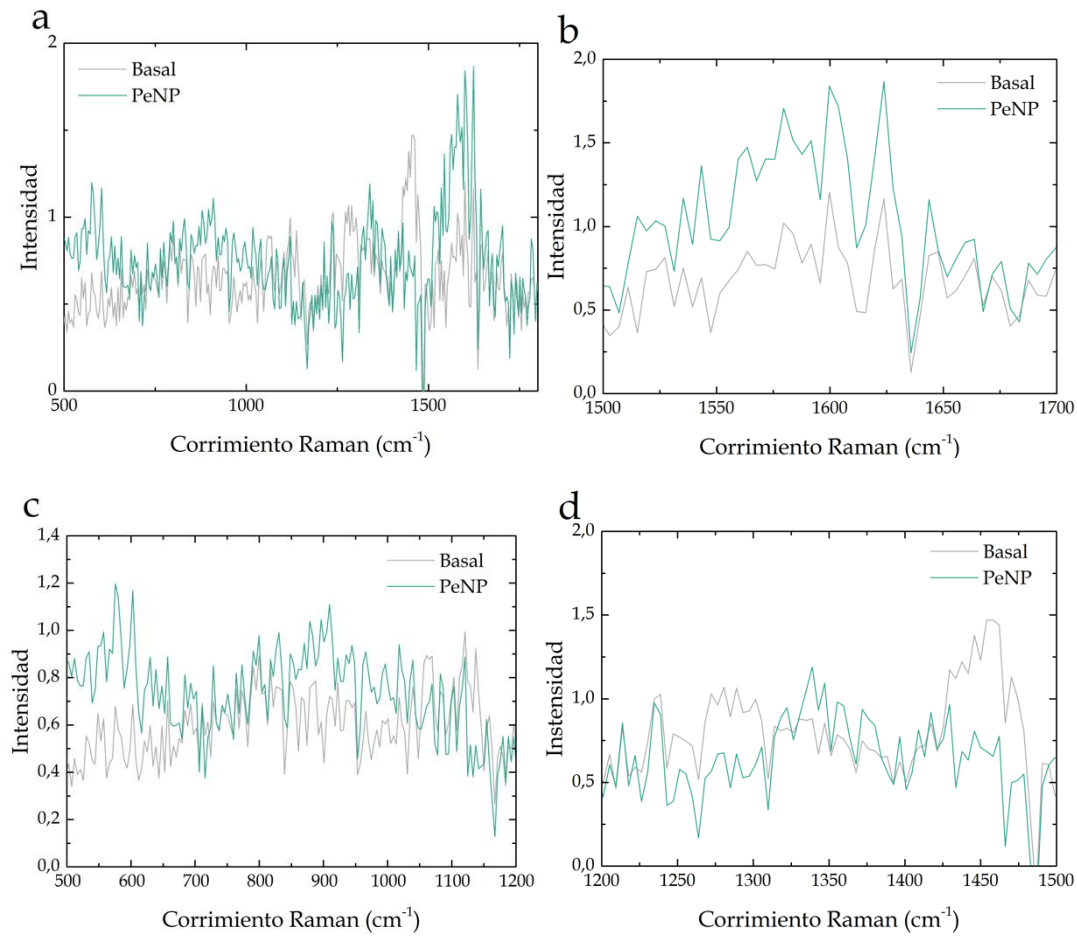 a
2
1
0
500
1000
1500
Intensidad
Corrimiento Raman (cm⁻¹)
Basal
PeNP
b
2,0
1,5
1,0
0,5
0,0
1500
1550
1600
1650
1700
Intensidad
Corrimiento Raman (cm⁻¹)
Basal
PeNP
c
1,4
1,2
1,0
0,8
0,6
0,4
0,2
0,0
500
600
700
800
900
1000
1100
1200
Intensidad
Corrimiento Raman (cm⁻¹)
Basal
PeNP
d
2,0
1,5
1,0
0,5
0,0
1200
1250
1300
1350
1400
1450
1500
Instensidad
Corrimiento Raman (cm⁻¹)
Basal
PeNP